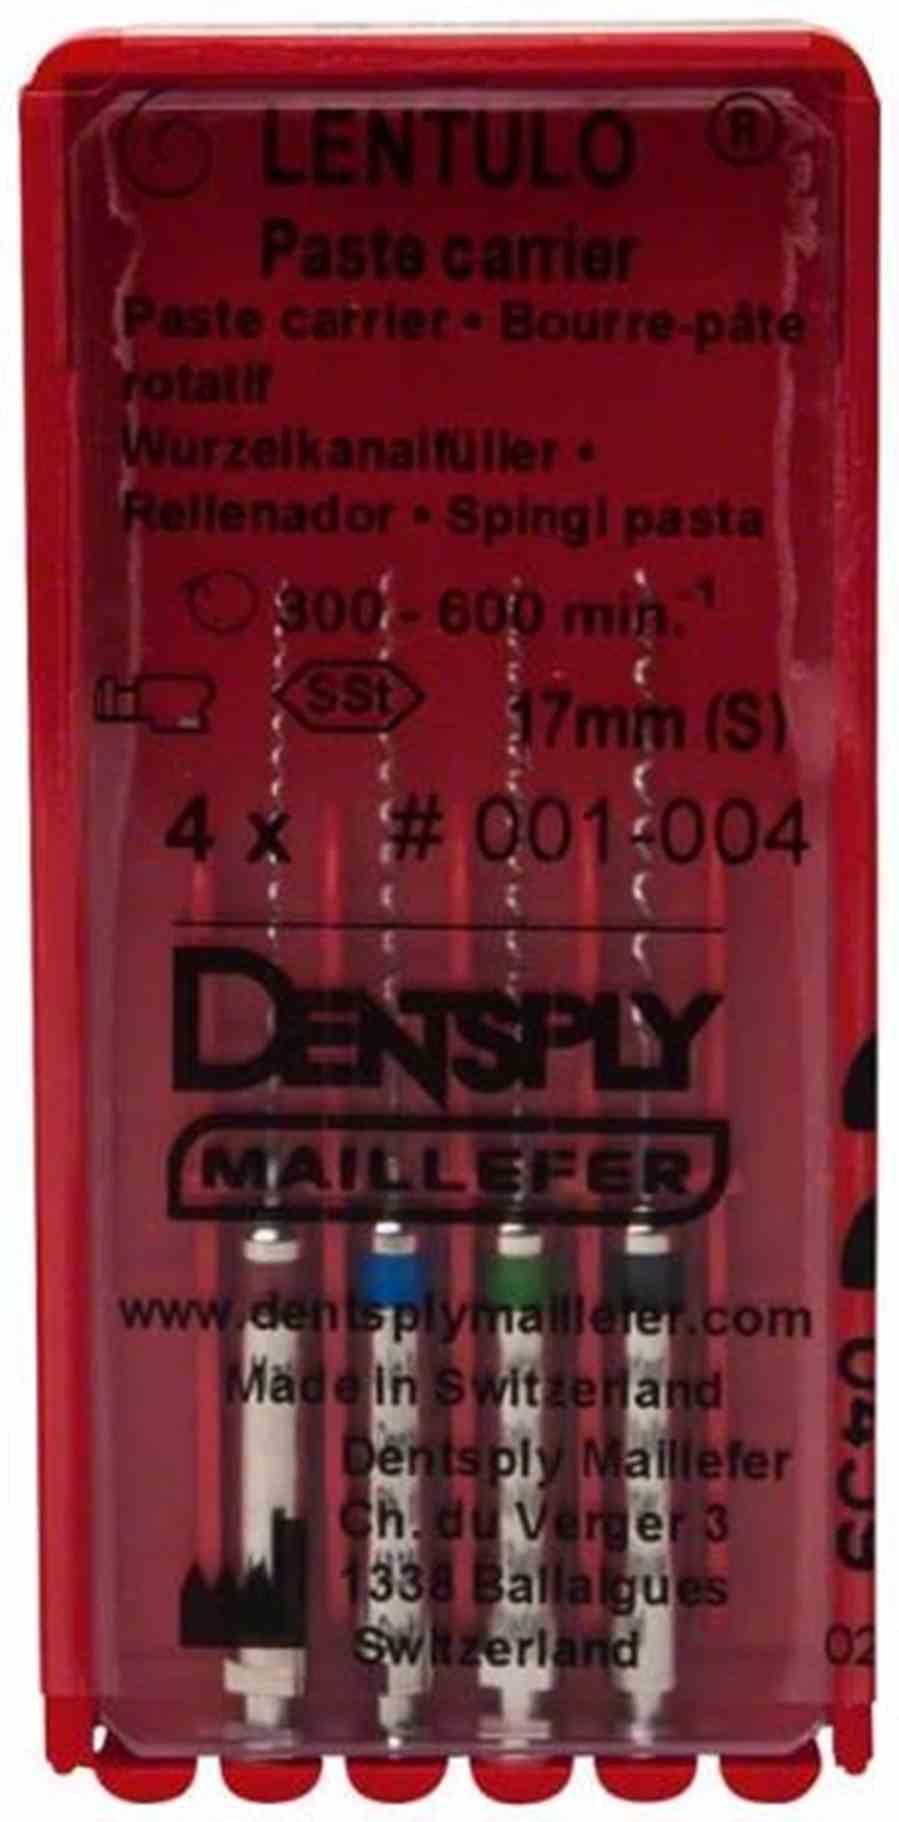 LENTULO ®
Paste carrier
Paste carrier • Bourre-pâte
rotatif
Wurzelkanalfüller •
Rellenador • Spingi pasta
300 - 600 min.⁻¹
SSt 17mm (S)
4 x # 001-004
DENTSPLY
MAILLEFER
www.dentsplymaillefer.com
Made in Switzerland
Dentsply Maillefer
Ch. du Verger 3
1338 Ballaigues
Switzerland
02